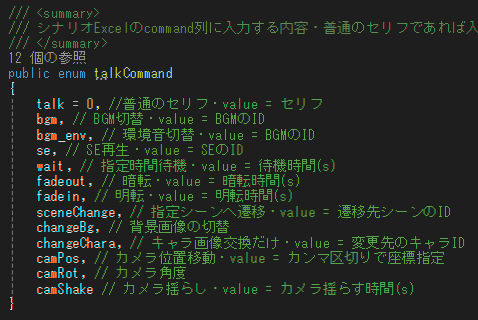 /// <summary>
/// シナリオExcelのcommand列に入力する内容・普通のセリフであれば入
/// </summary>
12 個の参照
public enum talkCommand
{
talk = 0, //普通のセリフ・value = セリフ
bgm, // BGM切替・value = BGMのID
bgm_env, // 環境音切替・value = BGMのID
se, // SE再生・value = SEのID
wait, // 指定時間待機・value = 待機時間(s)
fadeout, // 暗転・value = 暗転時間(s)
fadein, // 明転・value = 明転時間(s)
sceneChange, // 指定シーンへ遷移・value = 遷移先シーンのID
changeBg, // 背景画像の切替
changeChara, // キャラ画像交換だけ・value = 変更先のキャラID
camPos, // カメラ位置移動・value = カンマ区切りで座標指定
camRot, // カメラ角度
camShake // カメラ揺らし・value = カメラ揺らす時間(s)
}